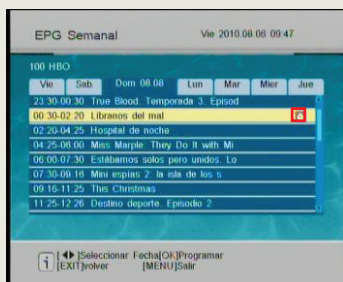 EPG Semanal
Vie 2010.08.06 09:47
100 HBO
Vie Sab Dom 08.08 Lun Mar Mier Jue
23:30-00:30 True Blood. Temporada 3. Episod
00:30-02:20 Líbranos del mal
02:20-04:25 Hospital de noche
04:25-06:00 Miss Marple. They Do It with Mi
06:00-07:30 Estábamos solos pero unidos. Lo
07:30-09:16 Mini espías 2: la isla de los s
09:16-11:25 This Christmas
11:25-12:26 Destino deporte. Episodio 2
[◀▶]Seleccionar Fecha[OK]Programar
[EXIT]volver [MENU]Salir